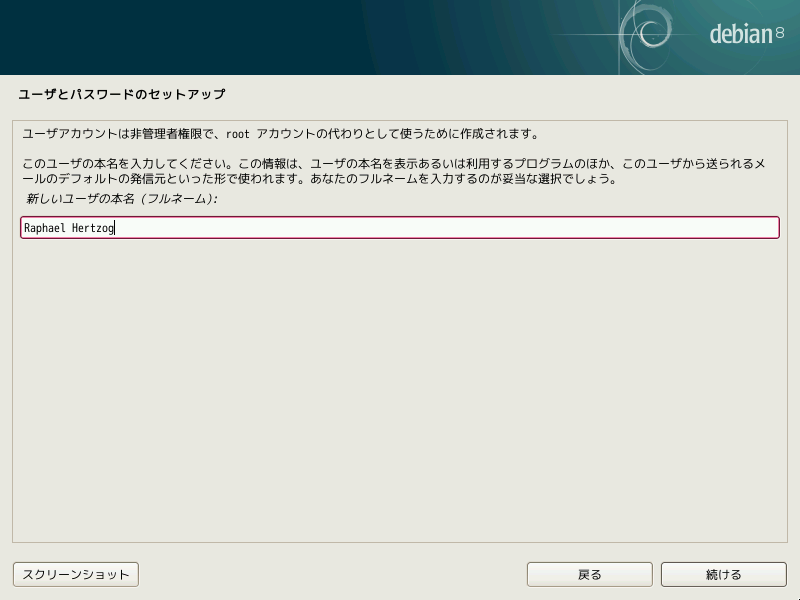 debian 8
ユーザとパスワードのセットアップ
ユーザアカウントは非管理者権限で、root アカウントの代わりとして使うために作成されます。
このユーザの本名を入力してください。この情報は、ユーザの本名を表示あるいは利用するプログラムのほか、このユーザから送られるメ
ールのデフォルトの発信元といった形で使われます。あなたのフルネームを入力するのが妥当な選択でしょう。
新しいユーザの本名 (フルネーム):
Raphael Hertzog
スクリーンショット
戻る
続ける